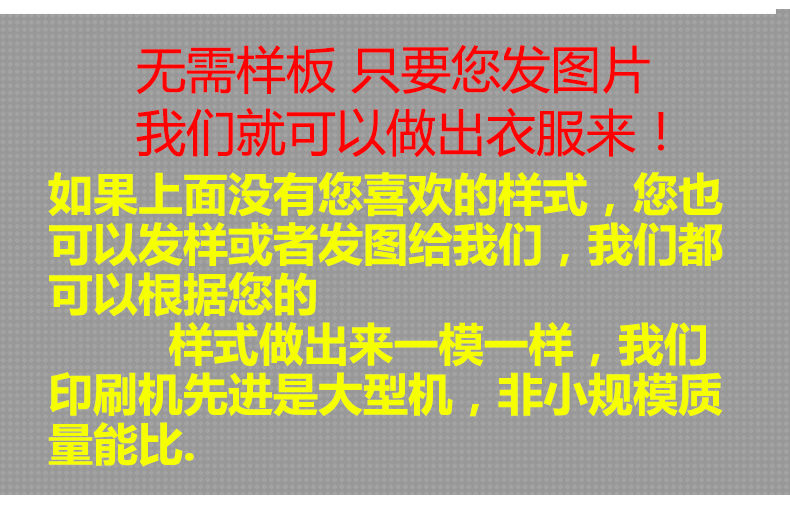 无需样板 只要您发图片
我们就可以做出衣服来！
如果上面没有您喜欢的样式，您也
可以发样或者发图给我们，我们都
可以根据您的
样式做出来一模一样，我们
印刷机先进是大型机，非小规模质
量能比.